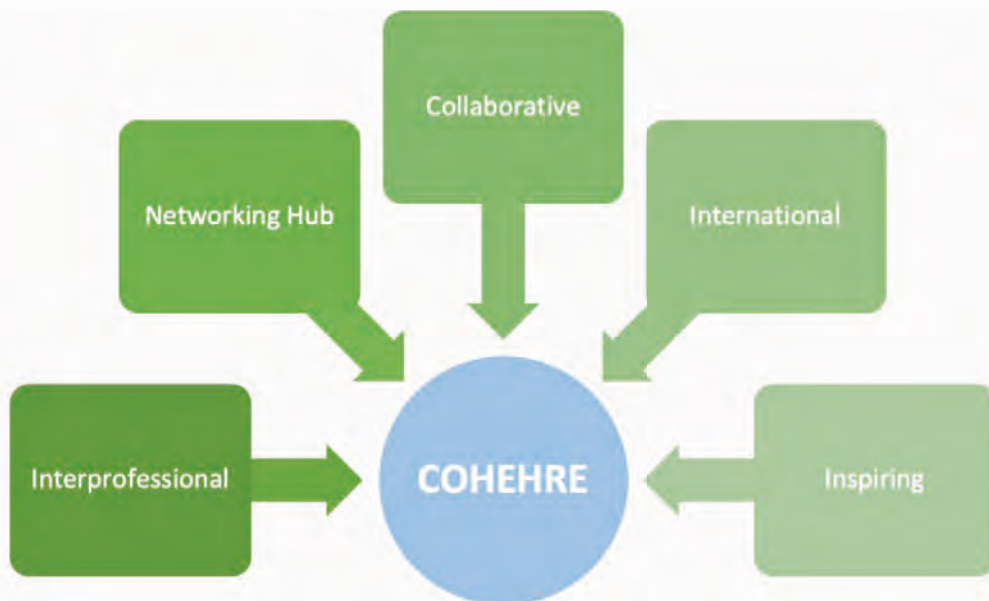 Collaborative
Networking Hub
International
Interprofessional
COHEHRE
Inspiring